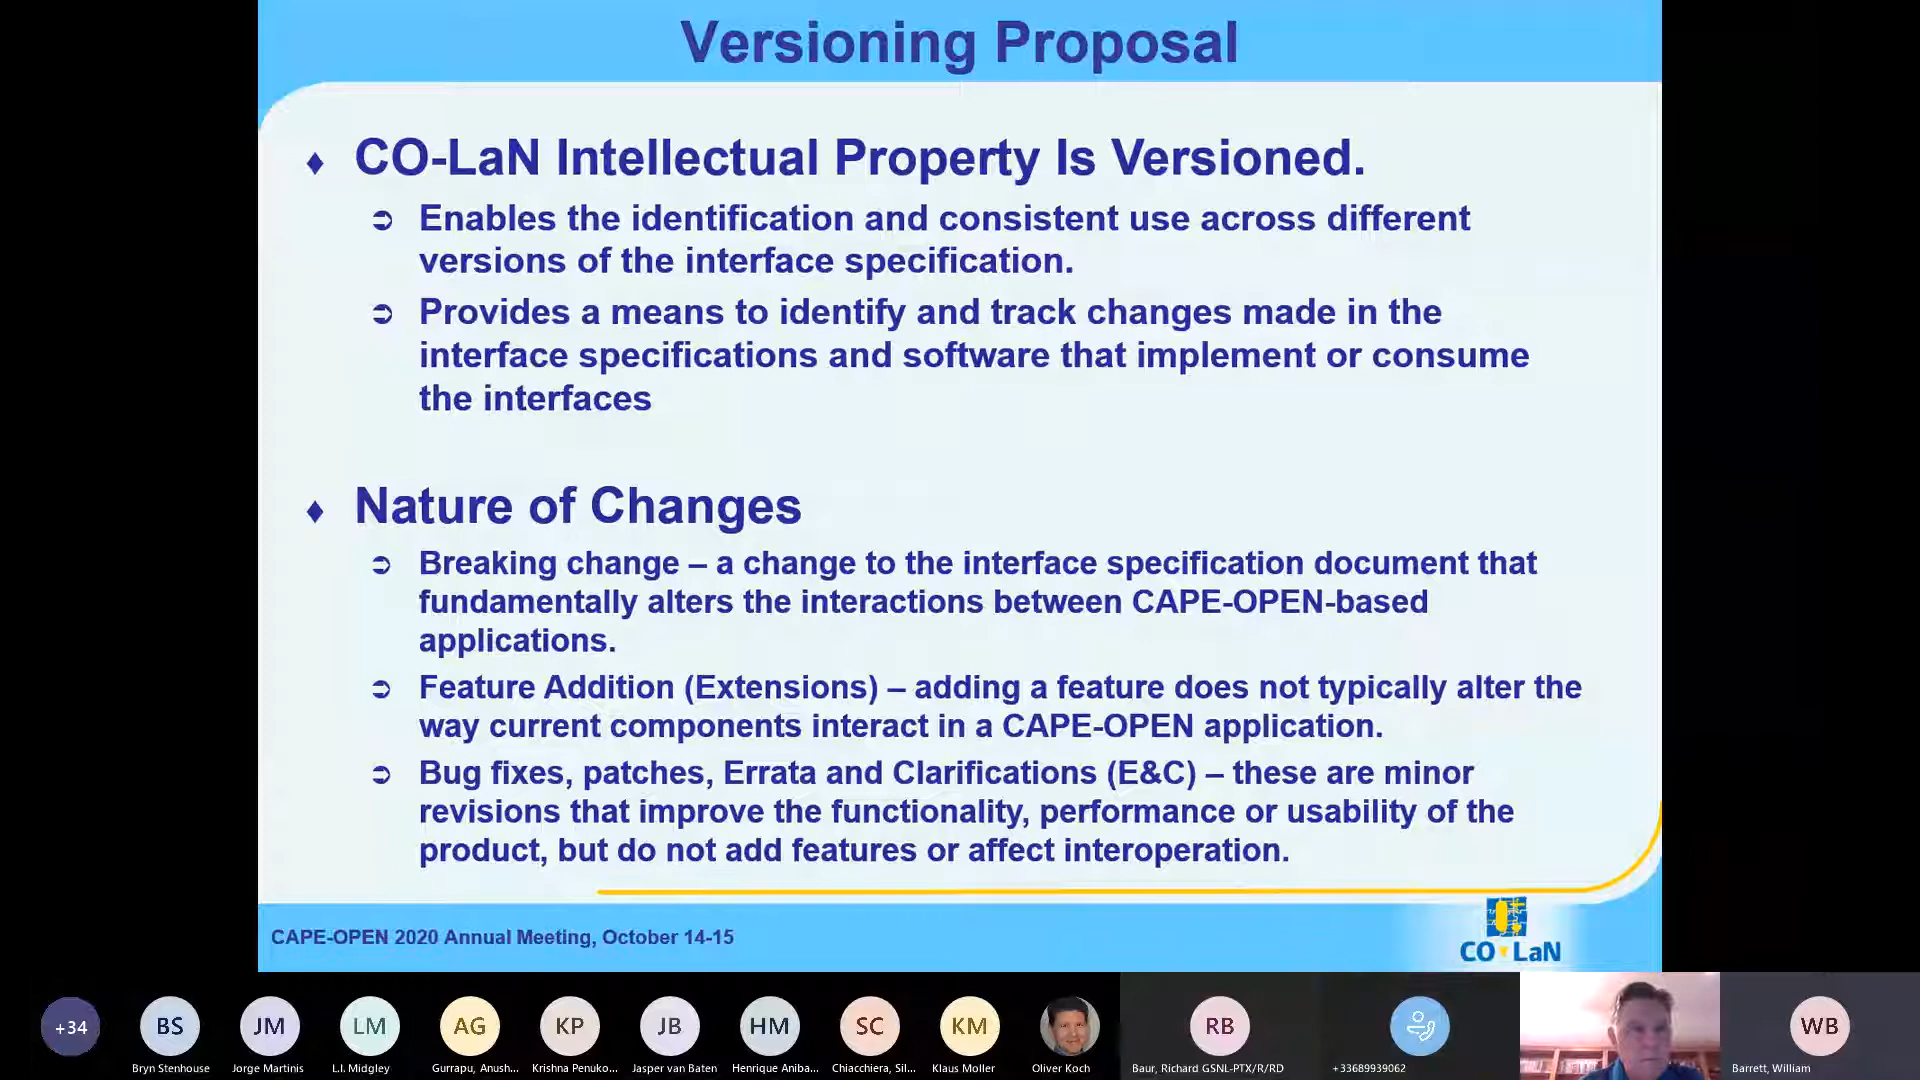 Versioning Proposal
♦ CO-LaN Intellectual Property Is Versioned.
➲ Enables the identification and consistent use across different
versions of the interface specification.
➲ Provides a means to identify and track changes made in the
interface specifications and software that implement or consume
the interfaces
♦ Nature of Changes
➲ Breaking change – a change to the interface specification document that
fundamentally alters the interactions between CAPE-OPEN-based
applications.
➲ Feature Addition (Extensions) – adding a feature does not typically alter the
way current components interact in a CAPE-OPEN application.
➲ Bug fixes, patches, Errata and Clarifications (E&C) – these are minor
revisions that improve the functionality, performance or usability of the
product, but do not add features or affect interoperation.
CAPE-OPEN 2020 Annual Meeting, October 14-15
CO LaN
+34 BS JM LM AG KP JB HM SC KM RB WB
Bryn Stenhouse Jorge Martinis L.I. Midgley Gurrapu, Anush... Krishna Penuko... Jasper van Baten Henrique Aniba... Chiacchiera, Sil... Klaus Moller Oliver Koch Baur, Richard GSNL-PTX/R/RD +33689939062 Barrett, William